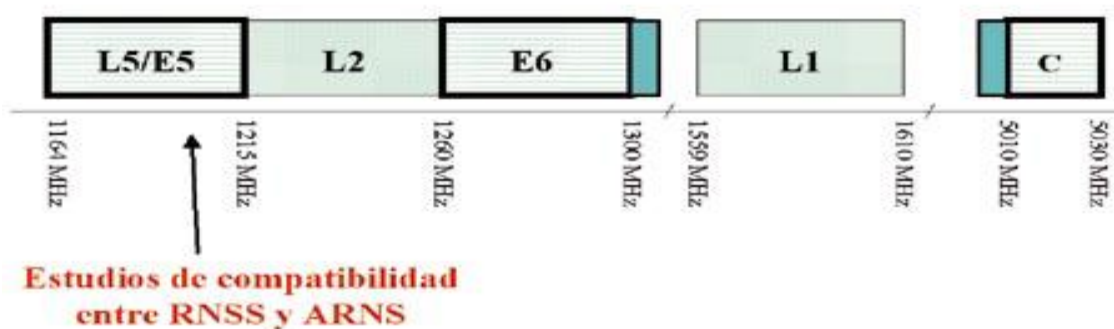 L5/E5 L2 E6 L1 C
1164 MHz 1215 MHz 1260 MHz 1300 MHz 1559 MHz 1610 MHz 5010 MHz 5030 MHz
Estudios de compatibilidad
entre RNSS y ARNS